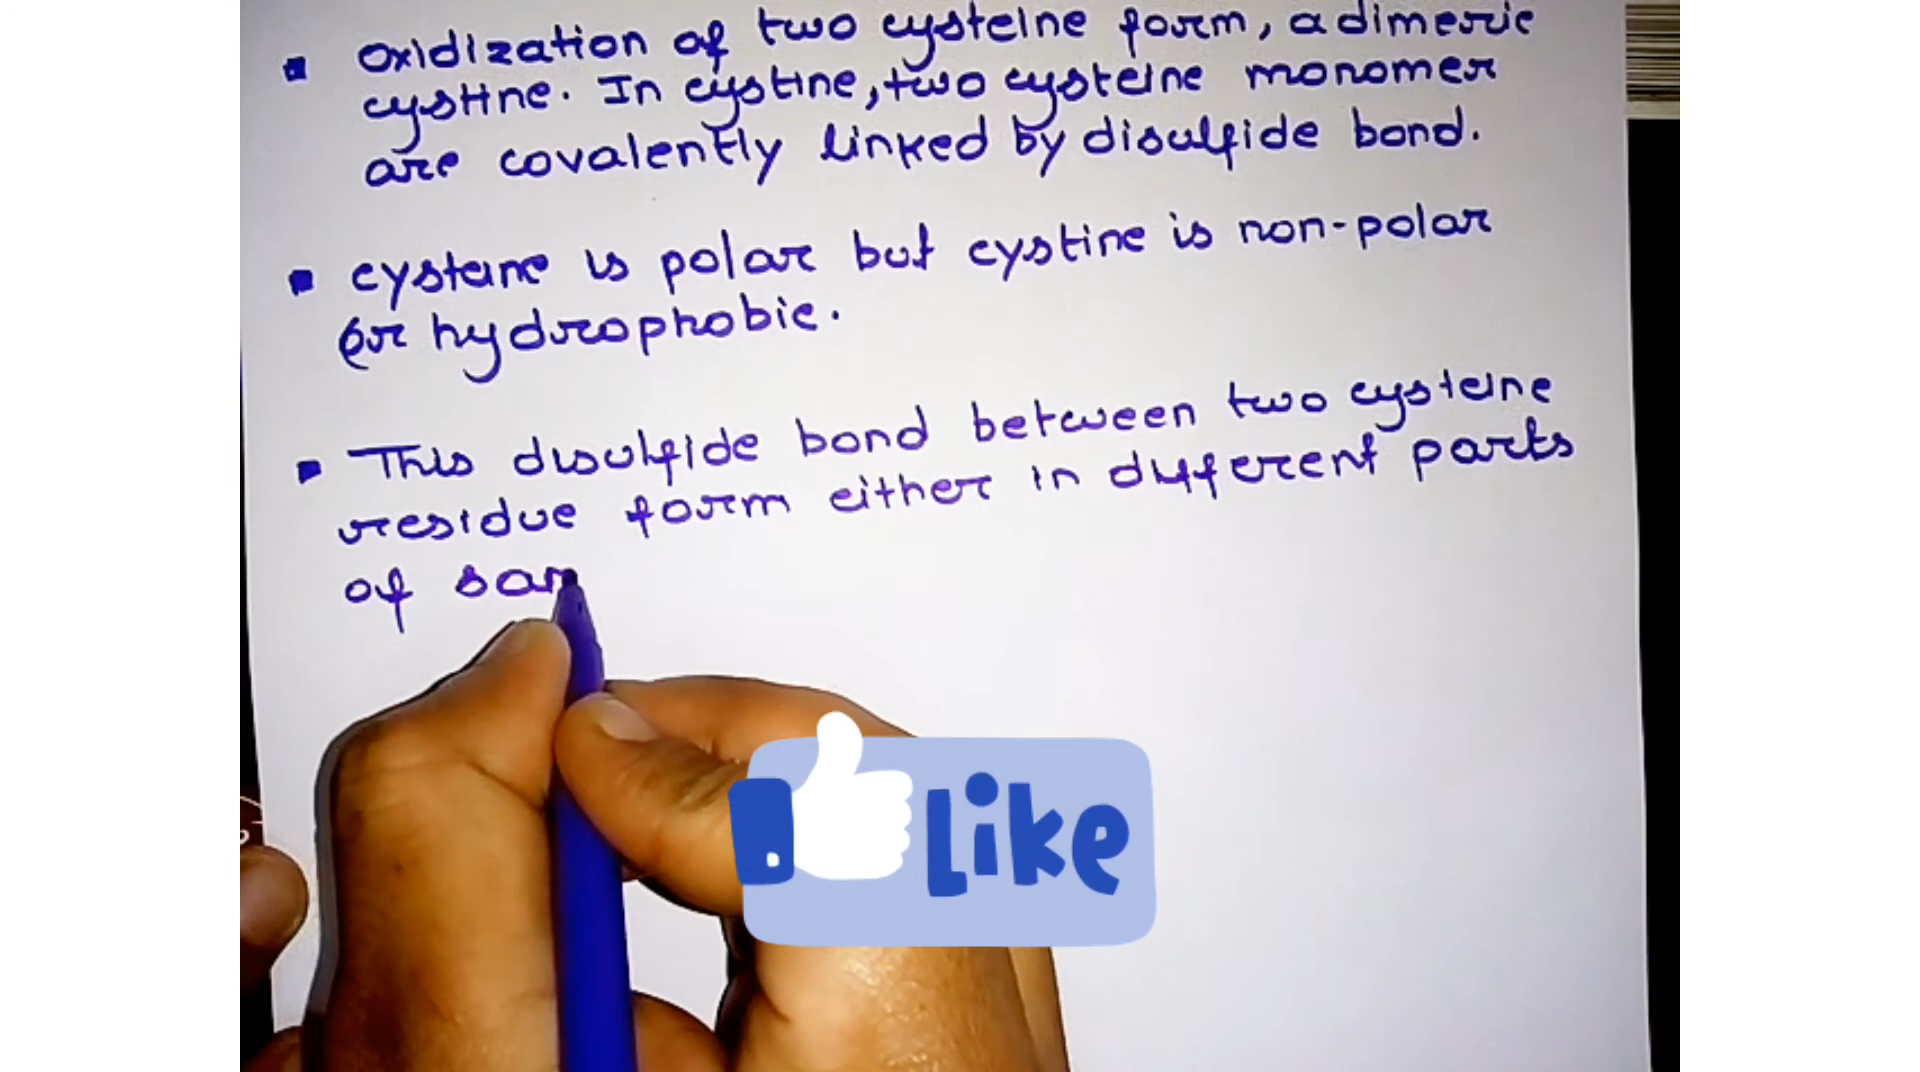 Oxidization of two cysteine form, a dimeric
cystine. In cystine, two cysteine monomer
are covalently linked by disulfide bond.
cysteine is polar but cystine is non-polar
or hydrophobic.
This disulfide bond between two cysteine
residue form either in different parts
of sam
Like